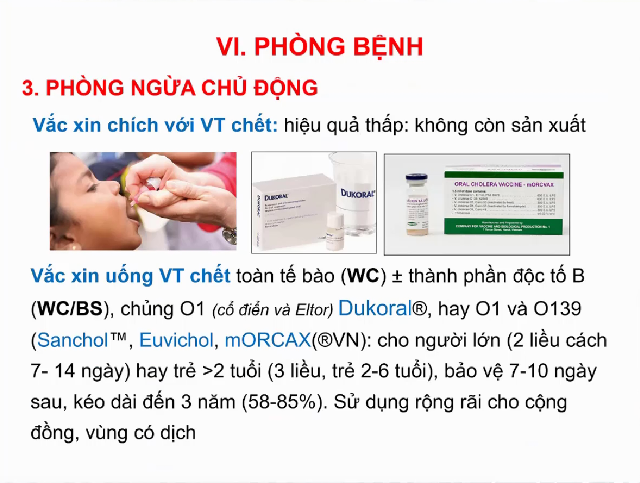 VI. PHÒNG BỆNH
3. PHÒNG NGỪA CHỦ ĐỘNG
Vắc xin chích với VT chết: hiệu quả thấp: không còn sản xuất
DUKORAL
DUKORAL
ORAL CHOLERA VACCINE - mORCVAX
Vắc xin uống VT chết toàn tế bào (WC) ± thành phần độc tố B
(WC/BS), chủng O1 (cổ điển và Eltor) Dukoral®, hay O1 và O139
(Sanchol™, Euvichol, mORCAX(®VN): cho người lớn (2 liều cách
7- 14 ngày) hay trẻ >2 tuổi (3 liều, trẻ 2-6 tuổi), bảo vệ 7-10 ngày
sau, kéo dài đến 3 năm (58-85%). Sử dụng rộng rãi cho cộng
đồng, vùng có dịch